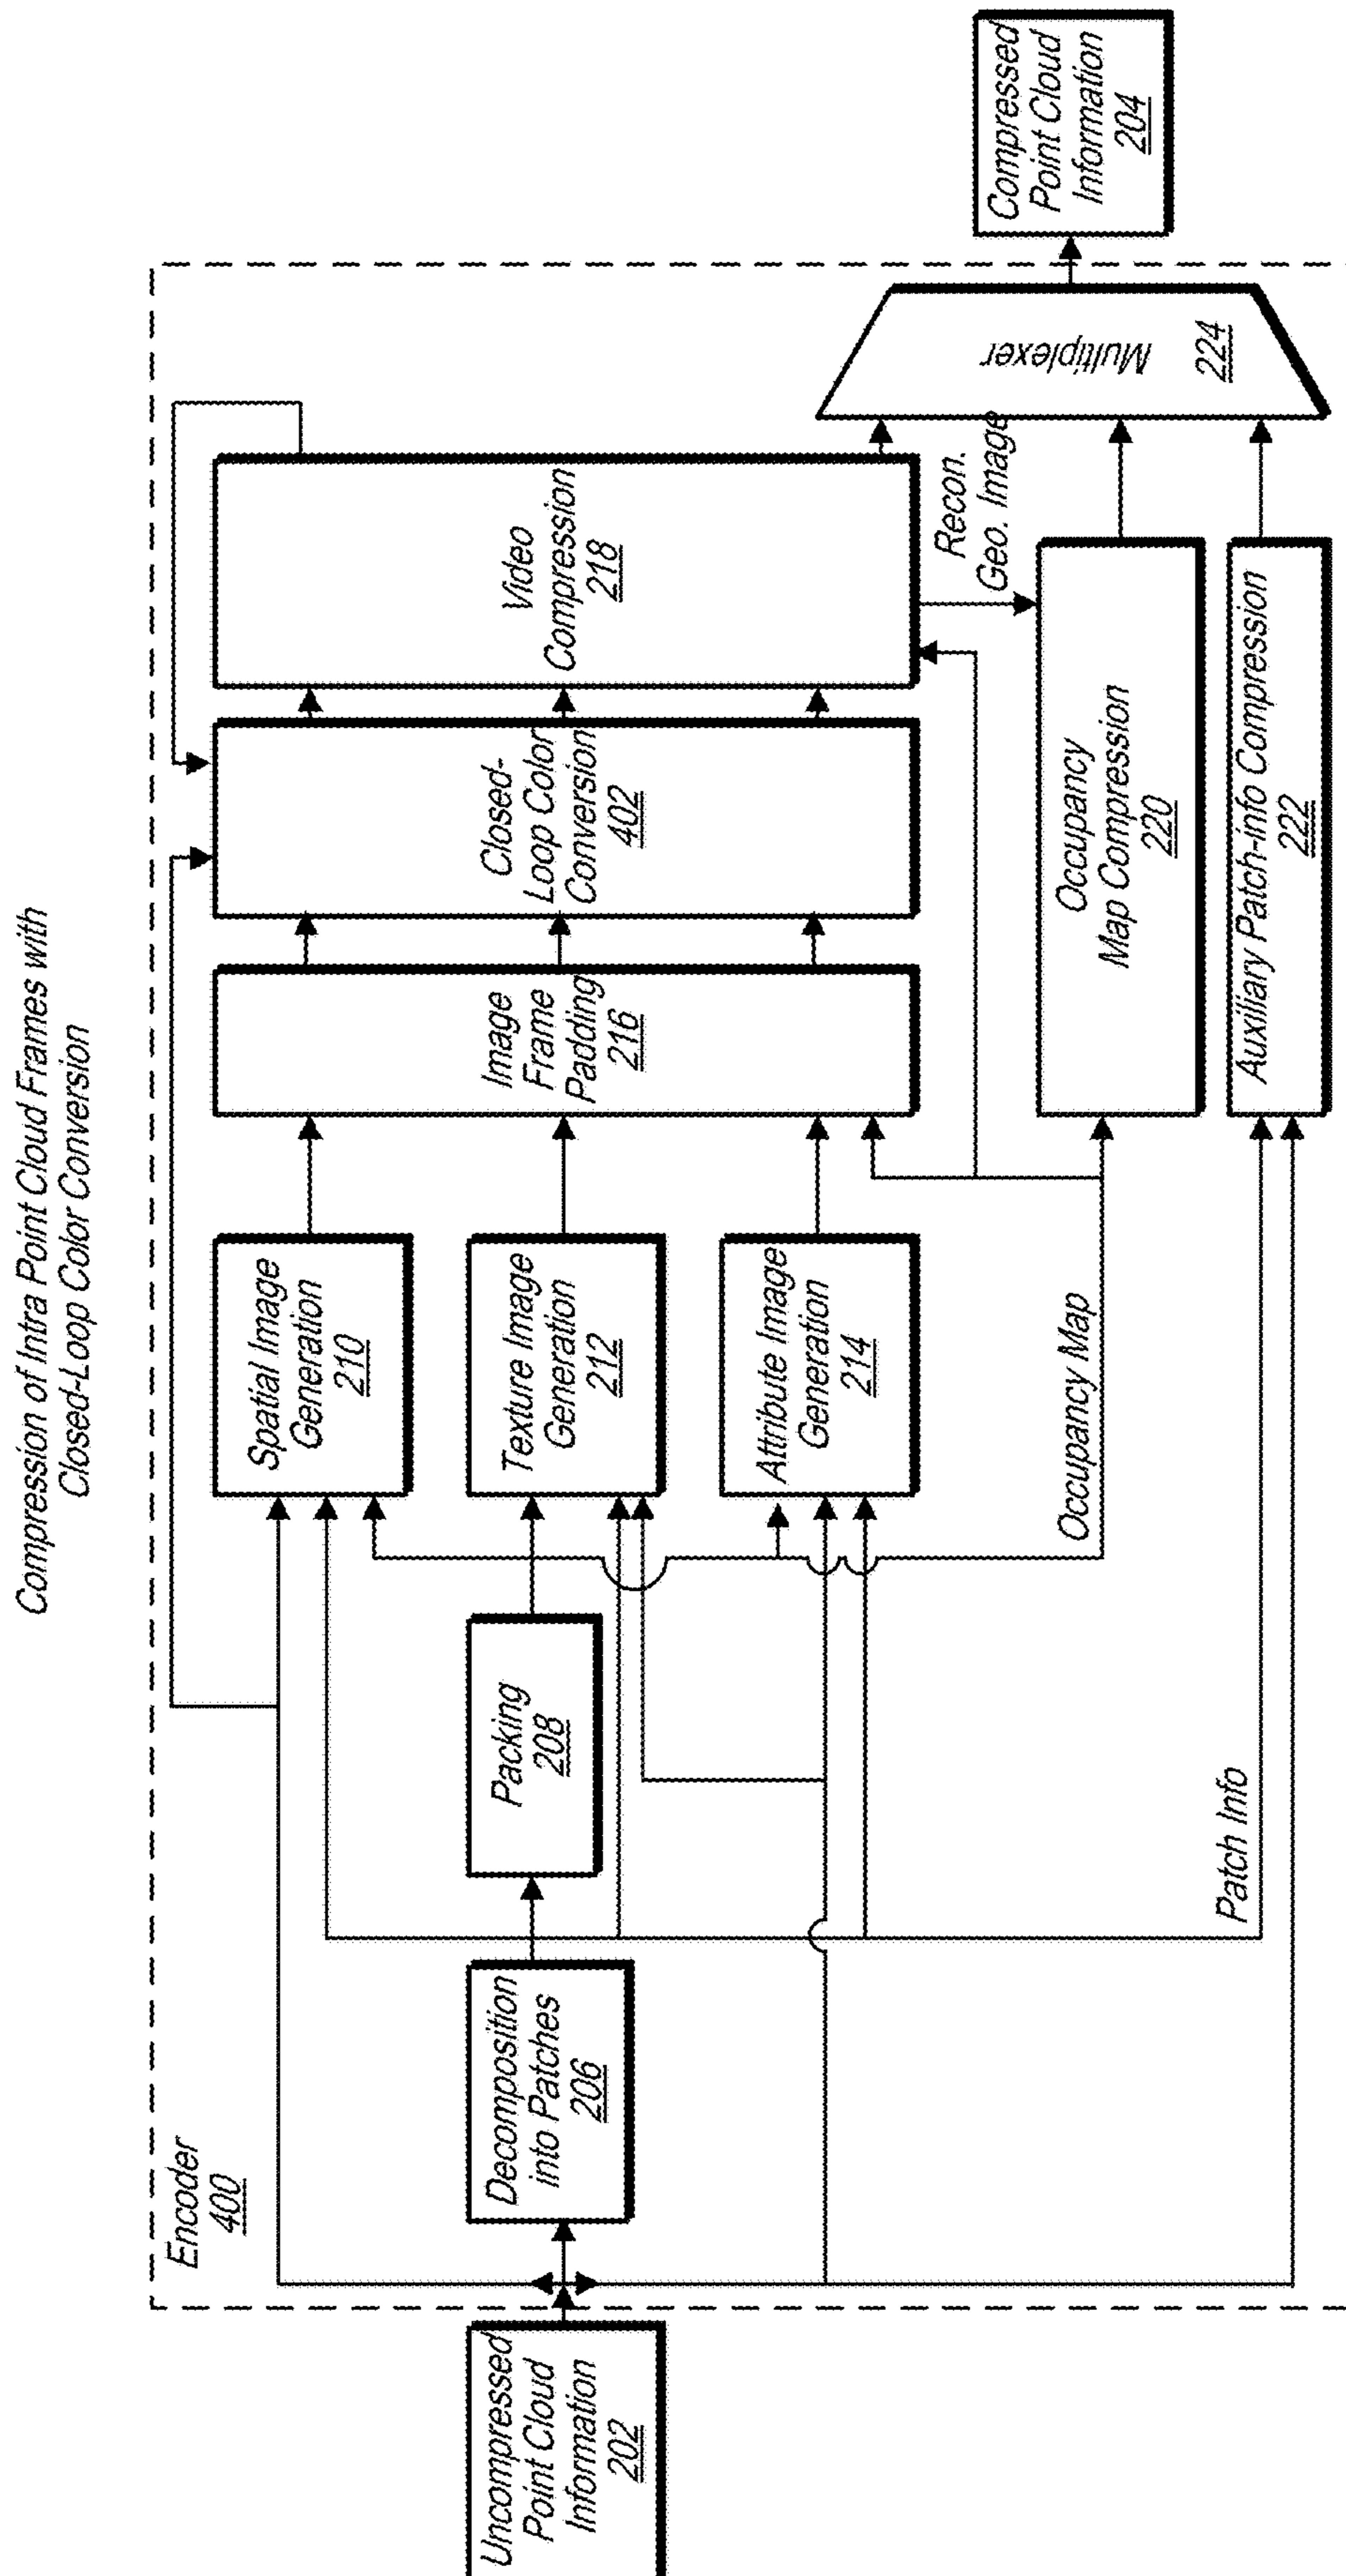 Compression of Intra Point Cloud Frames with
Closed-Loop Color Conversion
Encoder
400
Uncompressed
Point Cloud
Information
202
Decomposition
into Patches
206
Packing
208
Spatial Image
Generation
210
Texture Image
Generation
212
Attribute Image
Generation
214
Image
Frame
Padding
216
Closed-
Loop Color
Conversion
402
Video
Compression
218
Recon.
Geo. Image
Occupancy Map
Patch Info
Occupancy
Map Compression
220
Auxiliary Patch-info Compression
222
Multiplexer
224
Compressed
Point Cloud
Information
204